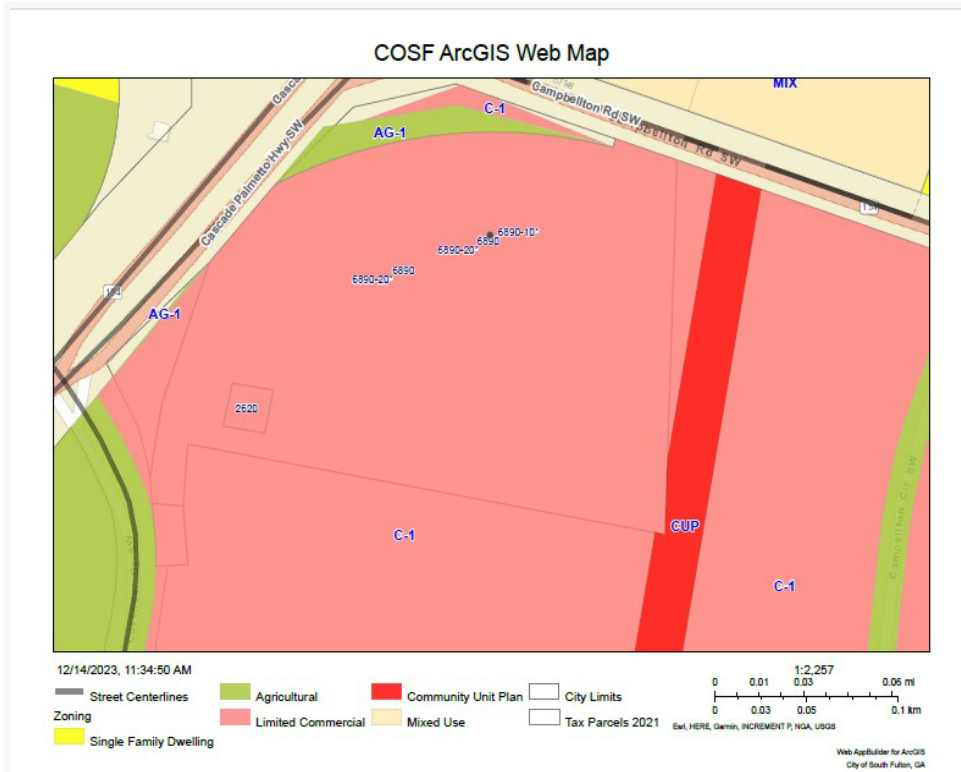 COSF ArcGIS Web Map
MIX
Campbellton Rd SW
Campbellton Rd SW
C-1
AG-1
Cascade Palmetto Hwy SW
154
6890-10*
6890
6890-20*
6890
6890-20*
154
AG-1
2620
CUP
C-1
C-1
Campellton Cir SW
12/14/2023, 11:34:50 AM
Street Centerlines
Zoning
Single Family Dwelling
Agricultural
Limited Commercial
Community Unit Plan
Mixed Use
City Limits
Tax Parcels 2021
1:2,257
0 0.01 0.03 0.06 mi
0 0.03 0.05 0.1 km
Esri, HERE, Garmin, INCREMENT P, NGA, USGS
Web AppBuilder for ArcGIS
City of South Fulton, GA